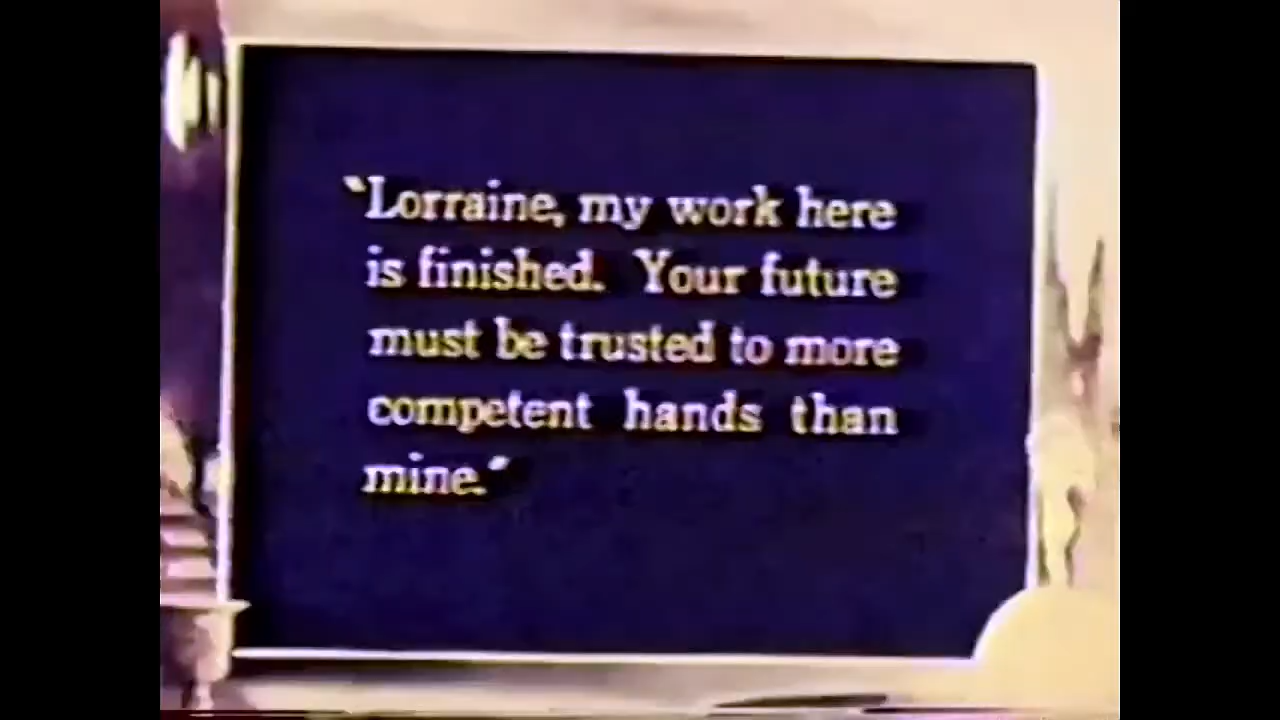 "Lorraine, my work here
is finished. Your future
must be trusted to more
competent hands than
mine."